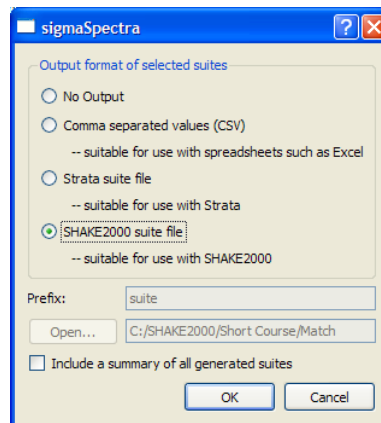 sigmaSpectra
Output format of selected suites
No Output
Comma separated values (CSV)
-- suitable for use with spreadsheets such as Excel
Strata suite file
-- suitable for use with Strata
SHAKE2000 suite file
-- suitable for use with SHAKE2000
Prefix: suite
Open... C:/SHAKE2000/Short Course/Match
Include a summary of all generated suites
OK Cancel